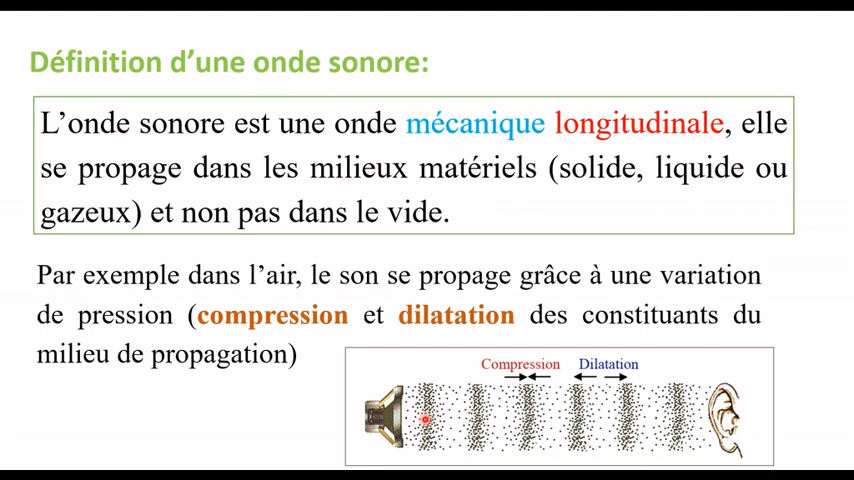 Définition d’une onde sonore:
L’onde sonore est une onde mécanique longitudinale, elle
se propage dans les milieux matériels (solide, liquide ou
gazeux) et non pas dans le vide.
Par exemple dans l’air, le son se propage grâce à une variation
de pression (compression et dilatation des constituants du
milieu de propagation)
Compression Dilatation